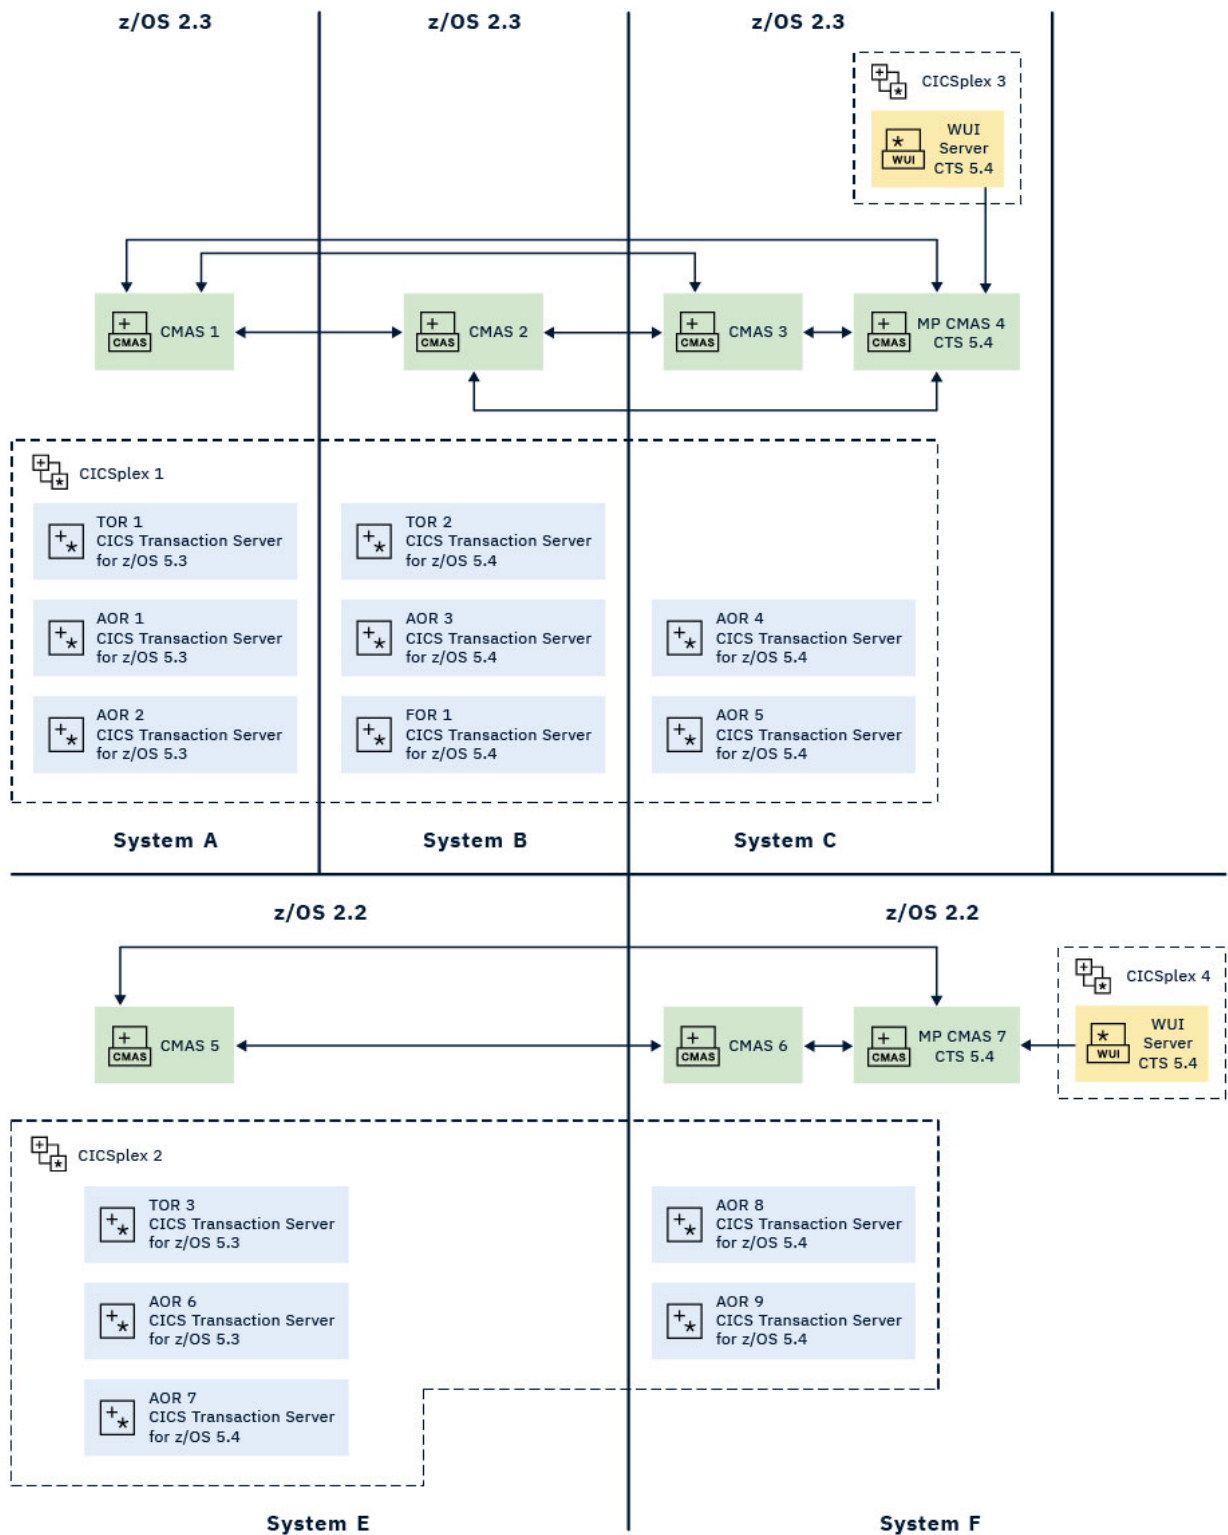 z/OS 2.3
z/OS 2.3
z/OS 2.3
CICSplex 3
WUI
WUI
Server
CTS 5.4
CMAS
CMAS 1
CMAS
CMAS 2
CMAS
CMAS 3
CMAS
MP CMAS 4
CTS 5.4
CICSplex 1
TOR 1
CICS Transaction Server
for z/OS 5.3
TOR 2
CICS Transaction Server
for z/OS 5.4
AOR 1
CICS Transaction Server
for z/OS 5.3
AOR 3
CICS Transaction Server
for z/OS 5.4
AOR 4
CICS Transaction Server
for z/OS 5.4
AOR 2
CICS Transaction Server
for z/OS 5.3
FOR 1
CICS Transaction Server
for z/OS 5.4
AOR 5
CICS Transaction Server
for z/OS 5.4
System A
System B
System C
z/OS 2.2
z/OS 2.2
CICSplex 4
CMAS
CMAS 5
CMAS
CMAS 6
CMAS
MP CMAS 7
CTS 5.4
WUI
WUI
Server
CTS 5.4
CICSplex 2
TOR 3
CICS Transaction Server
for z/OS 5.3
AOR 8
CICS Transaction Server
for z/OS 5.4
AOR 6
CICS Transaction Server
for z/OS 5.3
AOR 9
CICS Transaction Server
for z/OS 5.4
AOR 7
CICS Transaction Server
for z/OS 5.4
System E
System F